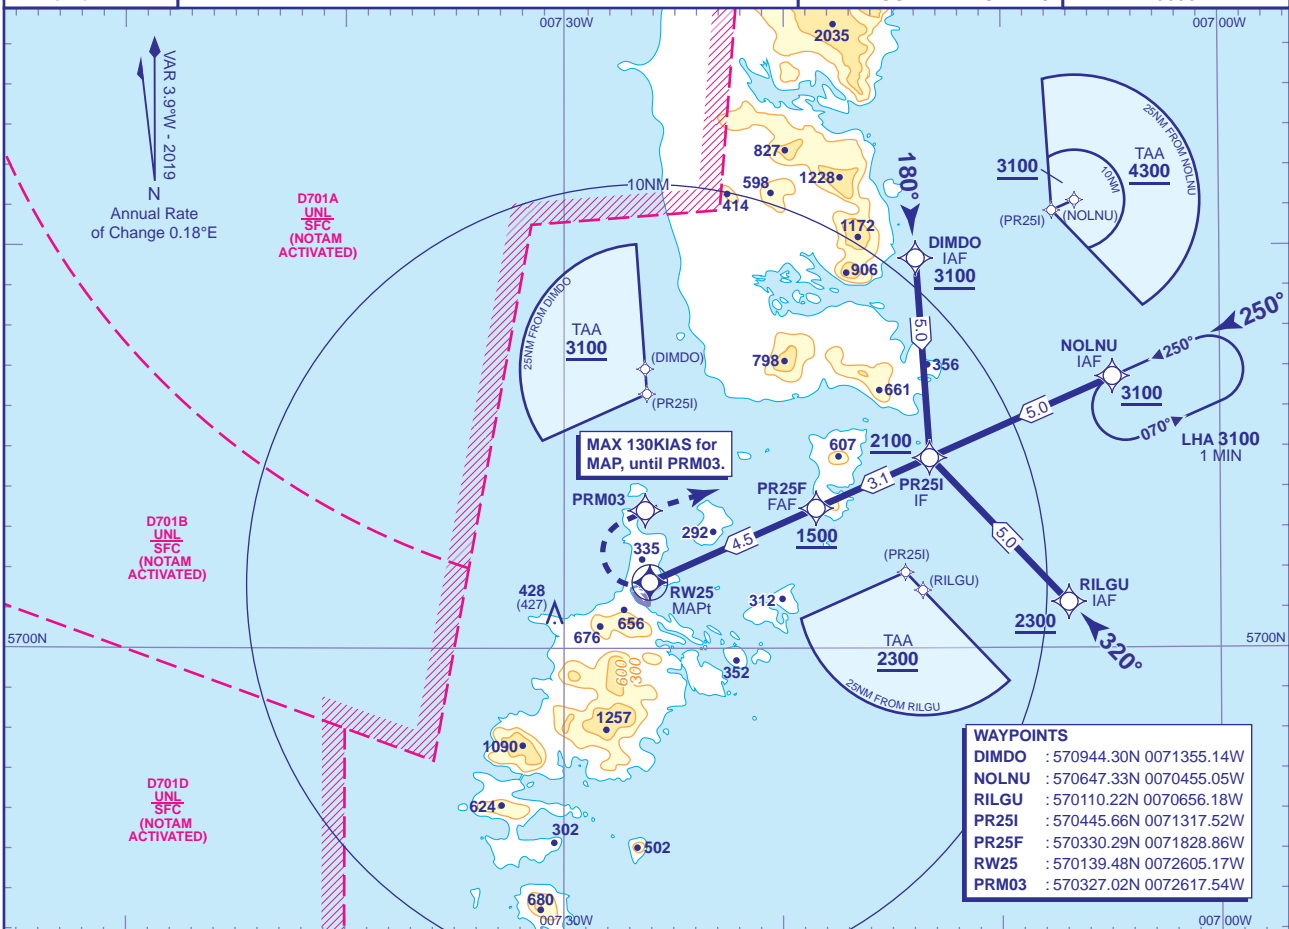 007:30W
007:00W
VAR 3.9°W - 2019
N
Annual Rate
of Change 0.18°E
D701A
UNL
SFC
(NOTAM
ACTIVATED)
2035
827
598
1228
414
10NM
1172
906
180°
DIMDO
IAF
3100
25NM FROM NOLNU
TAA
4300
3100
10NM
(PR25I)
(NOLNU)
25NM FROM DIMDO
TAA
3100
(DIMDO)
(PR25I)
5.0
798
661
356
250°
250°
NOLNU
IAF
3100
070°
LHA 3100
1 MIN
5.0
MAX 130KIAS for
MAP, until PRM03.
607
2100
3.1
PR25I
IF
PR25F
FAF
1500
PRM03
292
4.5
335
RW25
MAPt
5.0
D701B
UNL
SFC
(NOTAM
ACTIVATED)
428
(427)
656
676
312
352
(PR25I)
(RILGU)
TAA
2300
25NM FROM RILGU
RILGU
IAF
2300
320°
5700N
5700N
600
300
1257
1090
624
302
502
680
D701D
UNL
SFC
(NOTAM
ACTIVATED)
WAYPOINTS
DIMDO : 570944.30N 0071355.14W
NOLNU : 570647.33N 0070455.05W
RILGU : 570110.22N 0070656.18W
PR25I : 570445.66N 0071317.52W
PR25F : 570330.29N 0071828.86W
RW25 : 570139.48N 0072605.17W
PRM03 : 570327.02N 0072617.54W
007:30W
007:00W